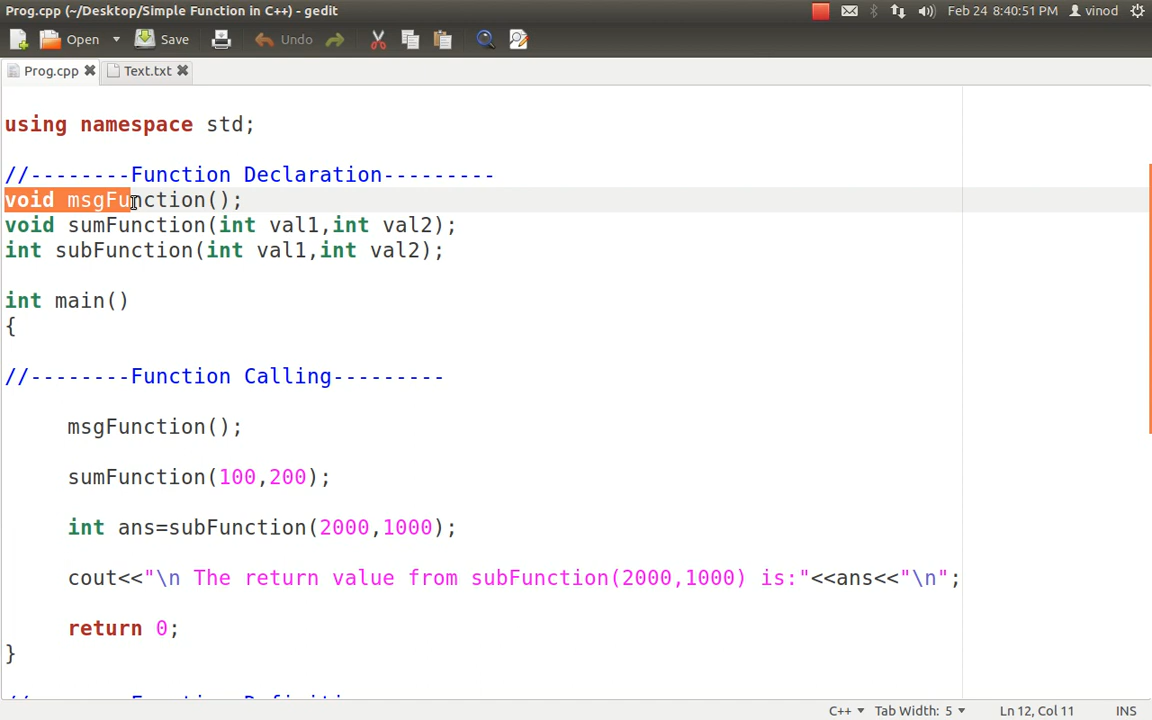 Prog.cpp (~/Desktop/Simple Function in C++) - gedit
Feb 24 8:40:51 PM vinod
Open Save Undo
Prog.cpp Text.txt
using namespace std;
//--------Function Declaration---------
void msgFunction();
void sumFunction(int val1,int val2);
int subFunction(int val1,int val2);
int main()
{
//--------Function Calling---------
msgFunction();
sumFunction(100,200);
int ans=subFunction(2000,1000);
cout<<"\n The return value from subFunction(2000,1000) is:"<<ans<<"\n";
return 0;
}
C++ Tab Width: 5 Ln 12, Col 11 INS